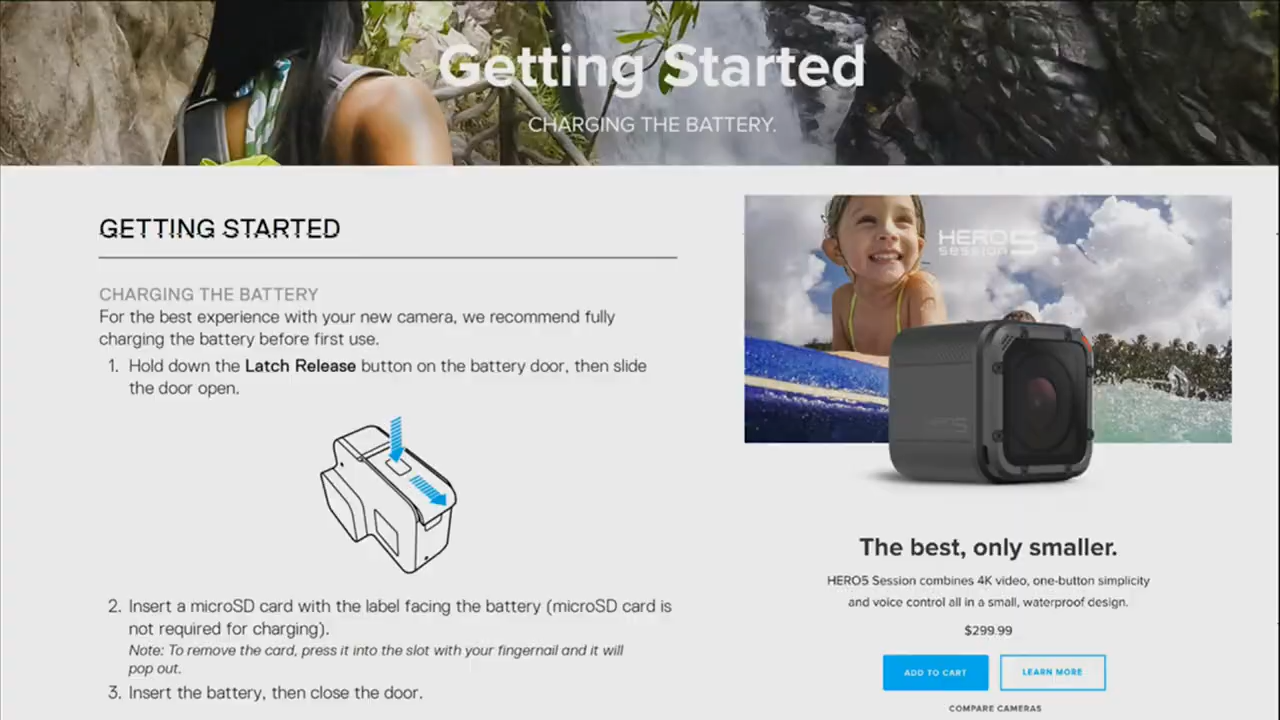 Getting Started
CHARGING THE BATTERY.
GETTING STARTED
CHARGING THE BATTERY
For the best experience with your new camera, we recommend fully
charging the battery before first use.
1. Hold down the Latch Release button on the battery door, then slide
the door open.
2. Insert a microSD card with the label facing the battery (microSD card is
not required for charging).
Note: To remove the card, press it into the slot with your fingernail and it will
pop out.
3. Insert the battery, then close the door.
HERO5
SESSION
HERO5
The best, only smaller.
HERO5 Session combines 4K video, one-button simplicity
and voice control all in a small, waterproof design.
$299.99
ADD TO CART
LEARN MORE
COMPARE CAMERAS